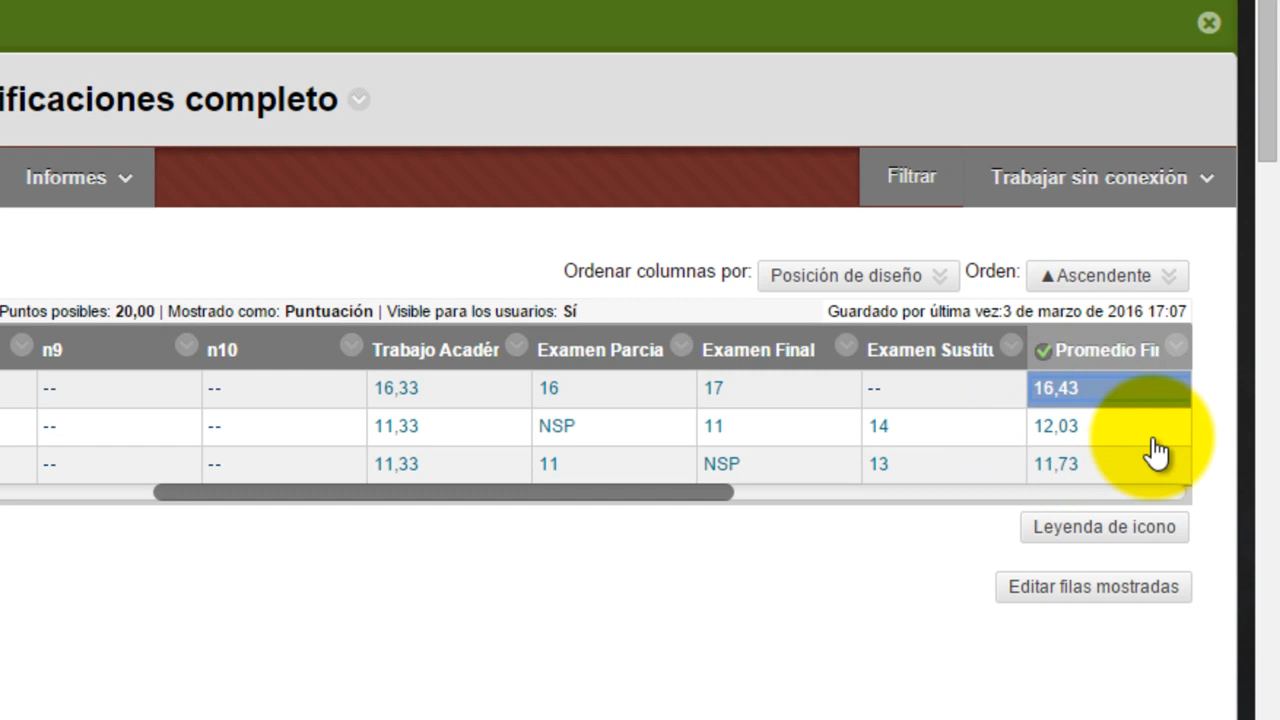 ificaciones completo
Informes
Filtrar
Trabajar sin conexión
Ordenar columnas por: Posición de diseño Orden: ▲Ascendente
Puntos posibles: 20,00 | Mostrado como: Puntuación | Visible para los usuarios: Sí
Guardado por última vez:3 de marzo de 2016 17:07
n9 n10 Trabajo Acadér Examen Parcia Examen Final Examen Sustitu Promedio Fi
-- -- 16,33 16 17 -- 16,43
-- -- 11,33 NSP 11 14 12,03
-- -- 11,33 11 NSP 13 11,73
Leyenda de icono
Editar filas mostradas